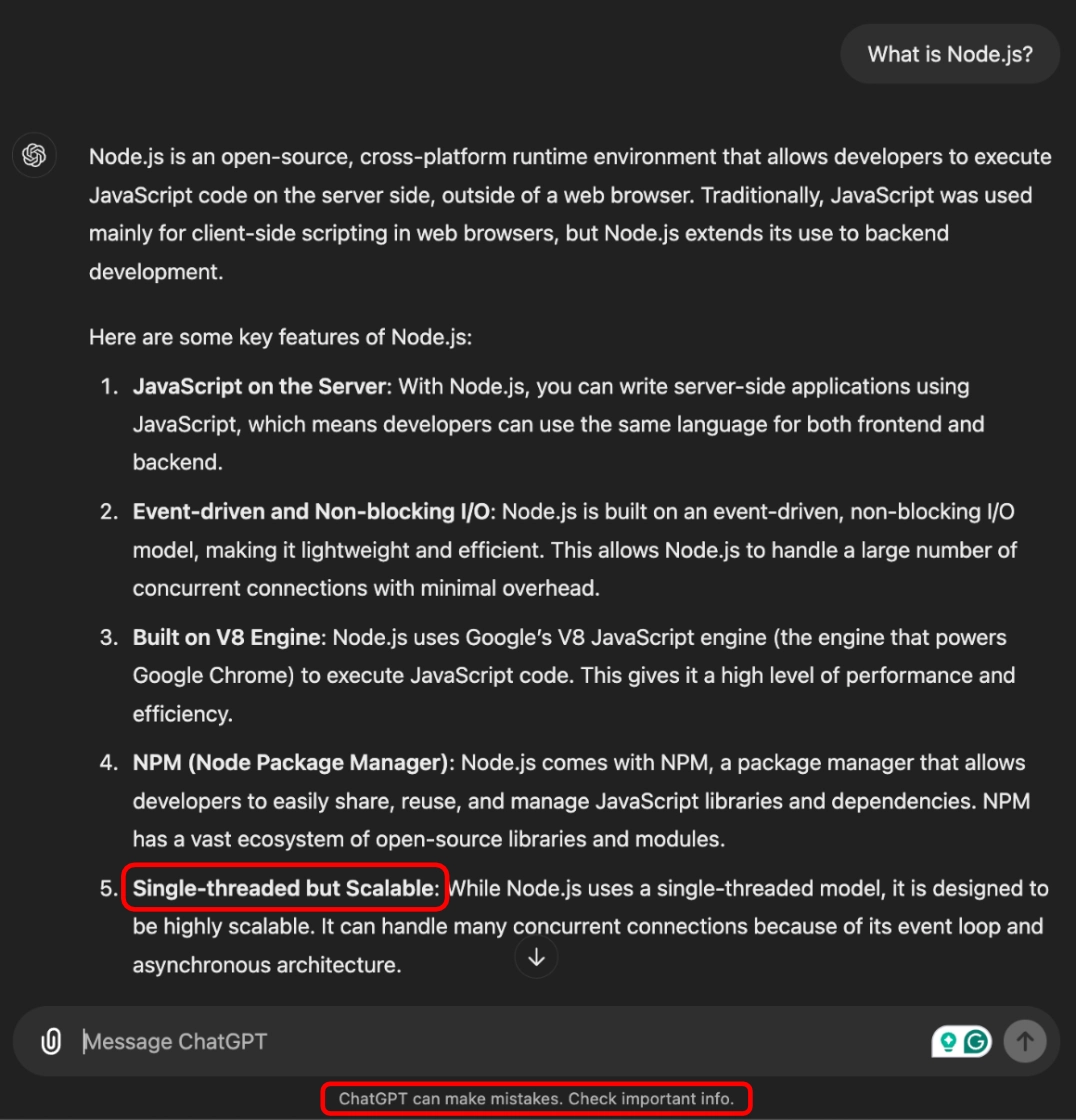 What is Node.js?
Node.js is an open-source, cross-platform runtime environment that allows developers to execute
JavaScript code on the server side, outside of a web browser. Traditionally, JavaScript was used
mainly for client-side scripting in web browsers, but Node.js extends its use to backend
development.
Here are some key features of Node.js:
1. JavaScript on the Server: With Node.js, you can write server-side applications using
JavaScript, which means developers can use the same language for both frontend and
backend.
2. Event-driven and Non-blocking I/O: Node.js is built on an event-driven, non-blocking I/O
model, making it lightweight and efficient. This allows Node.js to handle a large number of
concurrent connections with minimal overhead.
3. Built on V8 Engine: Node.js uses Google’s V8 JavaScript engine (the engine that powers
Google Chrome) to execute JavaScript code. This gives it a high level of performance and
efficiency.
4. NPM (Node Package Manager): Node.js comes with NPM, a package manager that allows
developers to easily share, reuse, and manage JavaScript libraries and dependencies. NPM
has a vast ecosystem of open-source libraries and modules.
5. Single-threaded but Scalable: While Node.js uses a single-threaded model, it is designed to
be highly scalable. It can handle many concurrent connections because of its event loop and
asynchronous architecture.
Message ChatGPT
ChatGPT can make mistakes. Check important info.